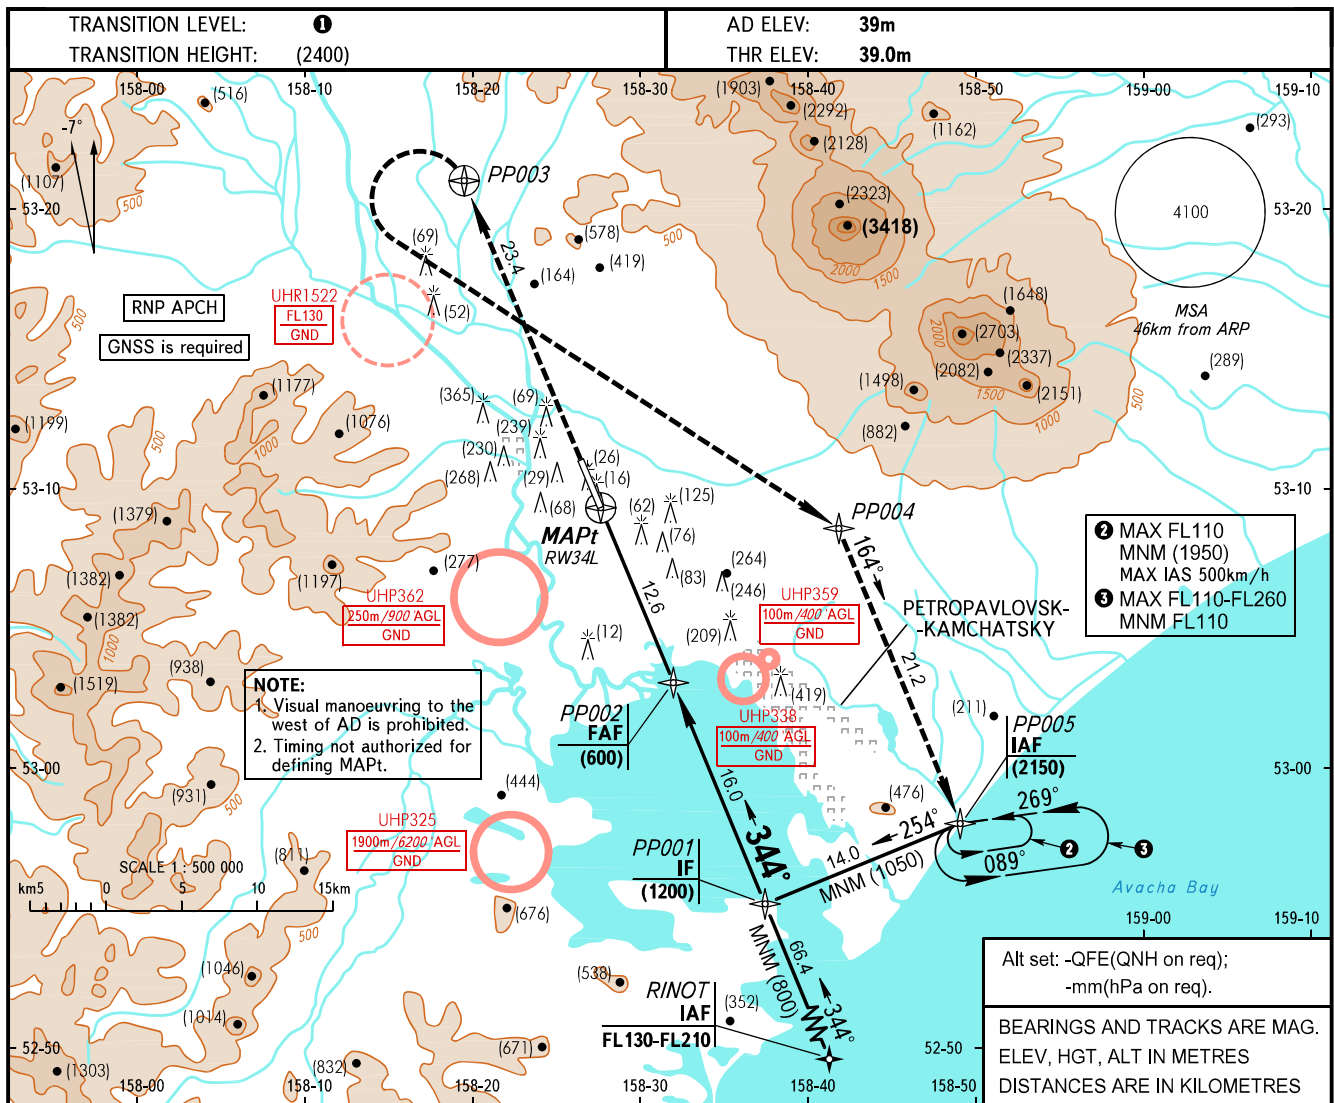 TRANSITION LEVEL: ❶
TRANSITION HEIGHT: (2400)
AD ELEV: 39m
THR ELEV: 39.0m
158-00
158-10
158-20
158-30
158-40
158-50
159-00
159-10
(516)
(1903)
(2292)
(2128)
(1162)
(293)
-7°
(1107)
500
53-20
PP003
(2323)
(3418)
2000
1500
500
4100
53-20
(69)
23.4
(578)
(419)
(164)
(52)
RNP APCH
GNSS is required
UHR1522
FL130
GND
500
MSA
46km from ARP
(1648)
2000
(2703)
(2337)
(2082)
(2151)
1500
1000
500
(1498)
(882)
(289)
(1177)
(1199)
(1076)
500
1000
(365)
(69)
(239)
(230)
(268)
(29)
(26)
(16)
(68)
(62)
(125)
(76)
(83)
53-10
53-10
(1379)
(1382)
(1382)
(1197)
1000
(277)
MAPt
RW34L
PP004
164°
❷ MAX FL110
MNM (1950)
MAX IAS 500km/h
❸ MAX FL110-FL260
MNM FL110
UHP362
250m/900' AGL
GND
12.6
(264)
(246)
(209)
(12)
UHP359
100m/400' AGL
GND
PETROPAVLOVSK-
-KAMCHATSKY
21.2
(938)
(1519)
NOTE:
1. Visual manoeuvring to the
west of AD is prohibited.
2. Timing not authorized for
defining MAPt.
PP002
FAF
(600)
(419)
UHP338
100m/400' AGL
GND
(211)
PP005
IAF
(2150)
53-00
53-00
(931)
500
(444)
16.0
(476)
254°
269°
089°
❷
❸
UHP325
1900m/6200' AGL
GND
SCALE 1 : 500 000
km5 0 5 10 15km
(811)
PP001
IF
(1200)
344°
14.0
MNM (1050)
Avacha Bay
(676)
500
159-00
159-10
(1046)
(1014)
(538)
MNM (800)
66.4
344°
RINOT
IAF
FL130-FL210
(352)
Alt set: -QFE(QNH on req);
-mm(hPa on req).
BEARINGS AND TRACKS ARE MAG.
ELEV, HGT, ALT IN METRES
DISTANCES ARE IN KILOMETRES
52-50
52-50
(1303)
(832)
(671)
158-00
158-10
158-20
158-30
158-40
158-50